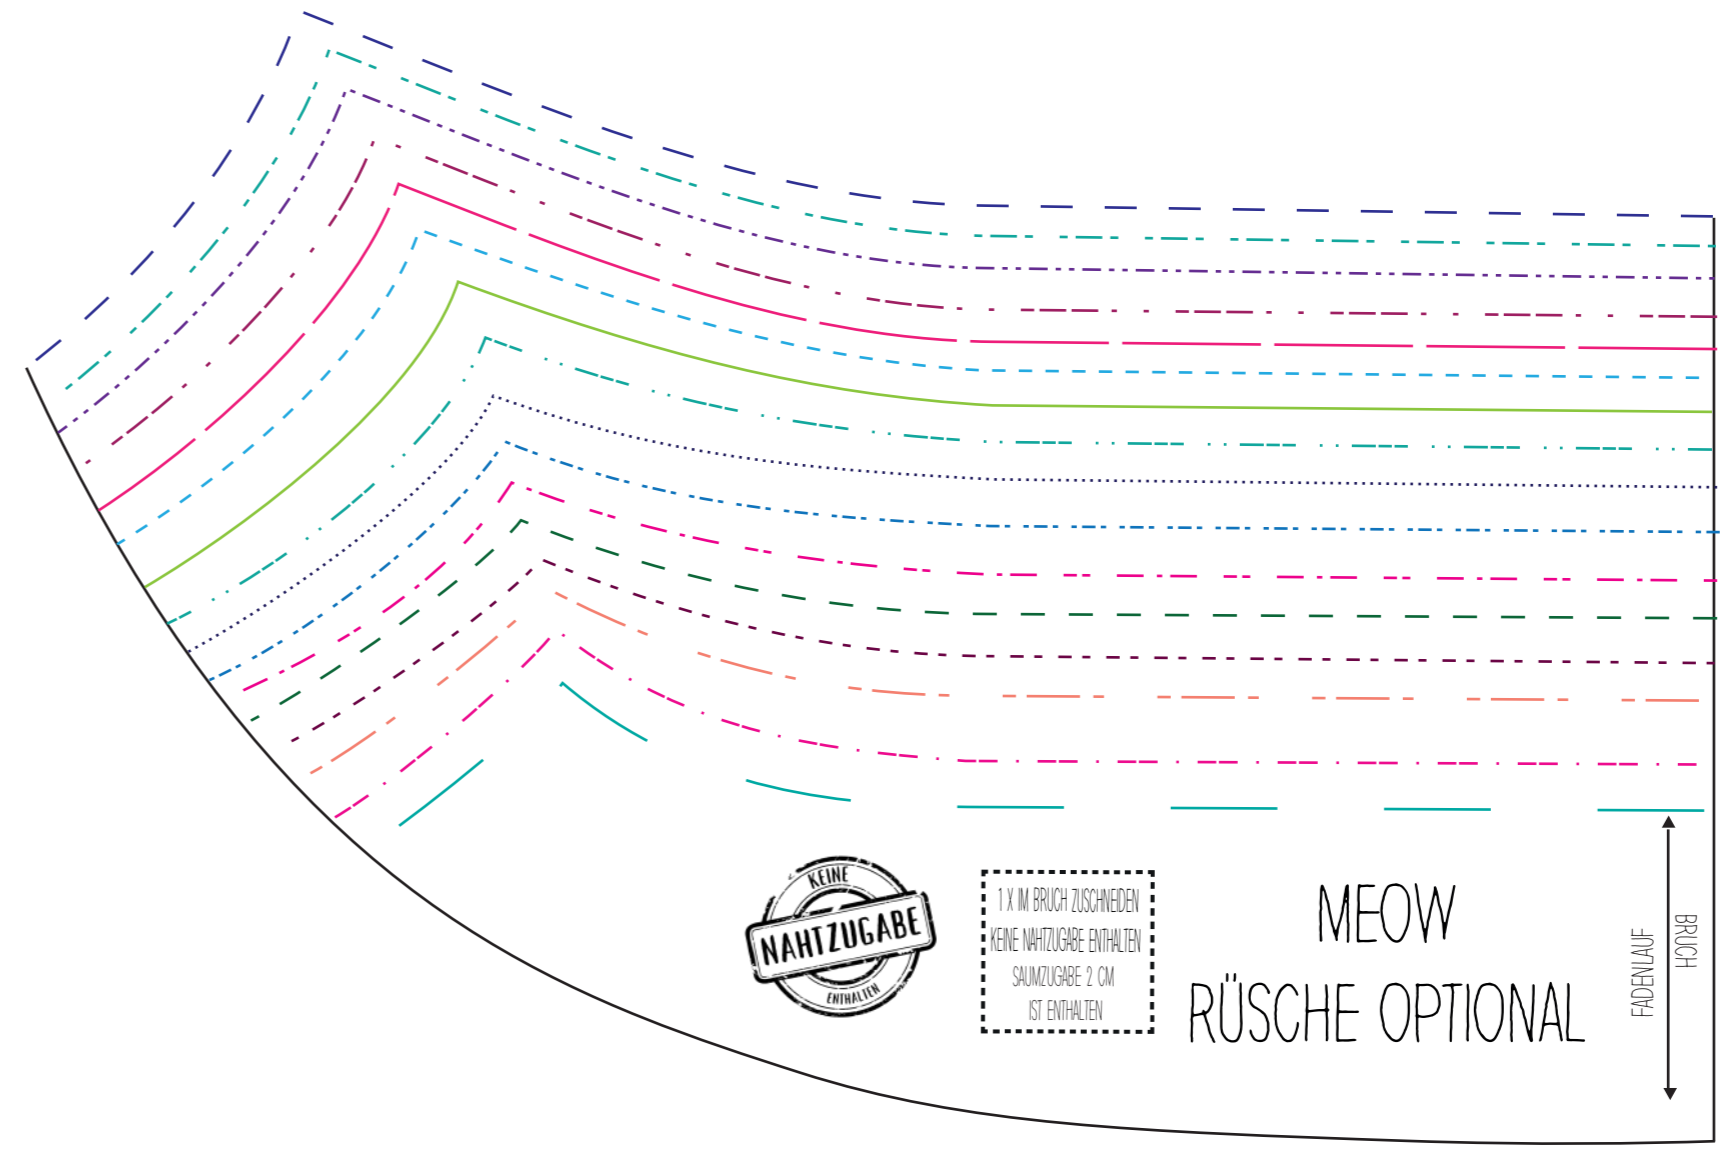 KEINE
NAHTZUGABE
ENTHALTEN
1 X IM BRUCH ZUSCHNEIDEN
KEINE NAHTZUGABE ENTHALTEN
SAUMZUGABE 2 CM
IST ENTHALTEN
MEOW
RÜSCHE OPTIONAL
FADENLAUF
BRUCH